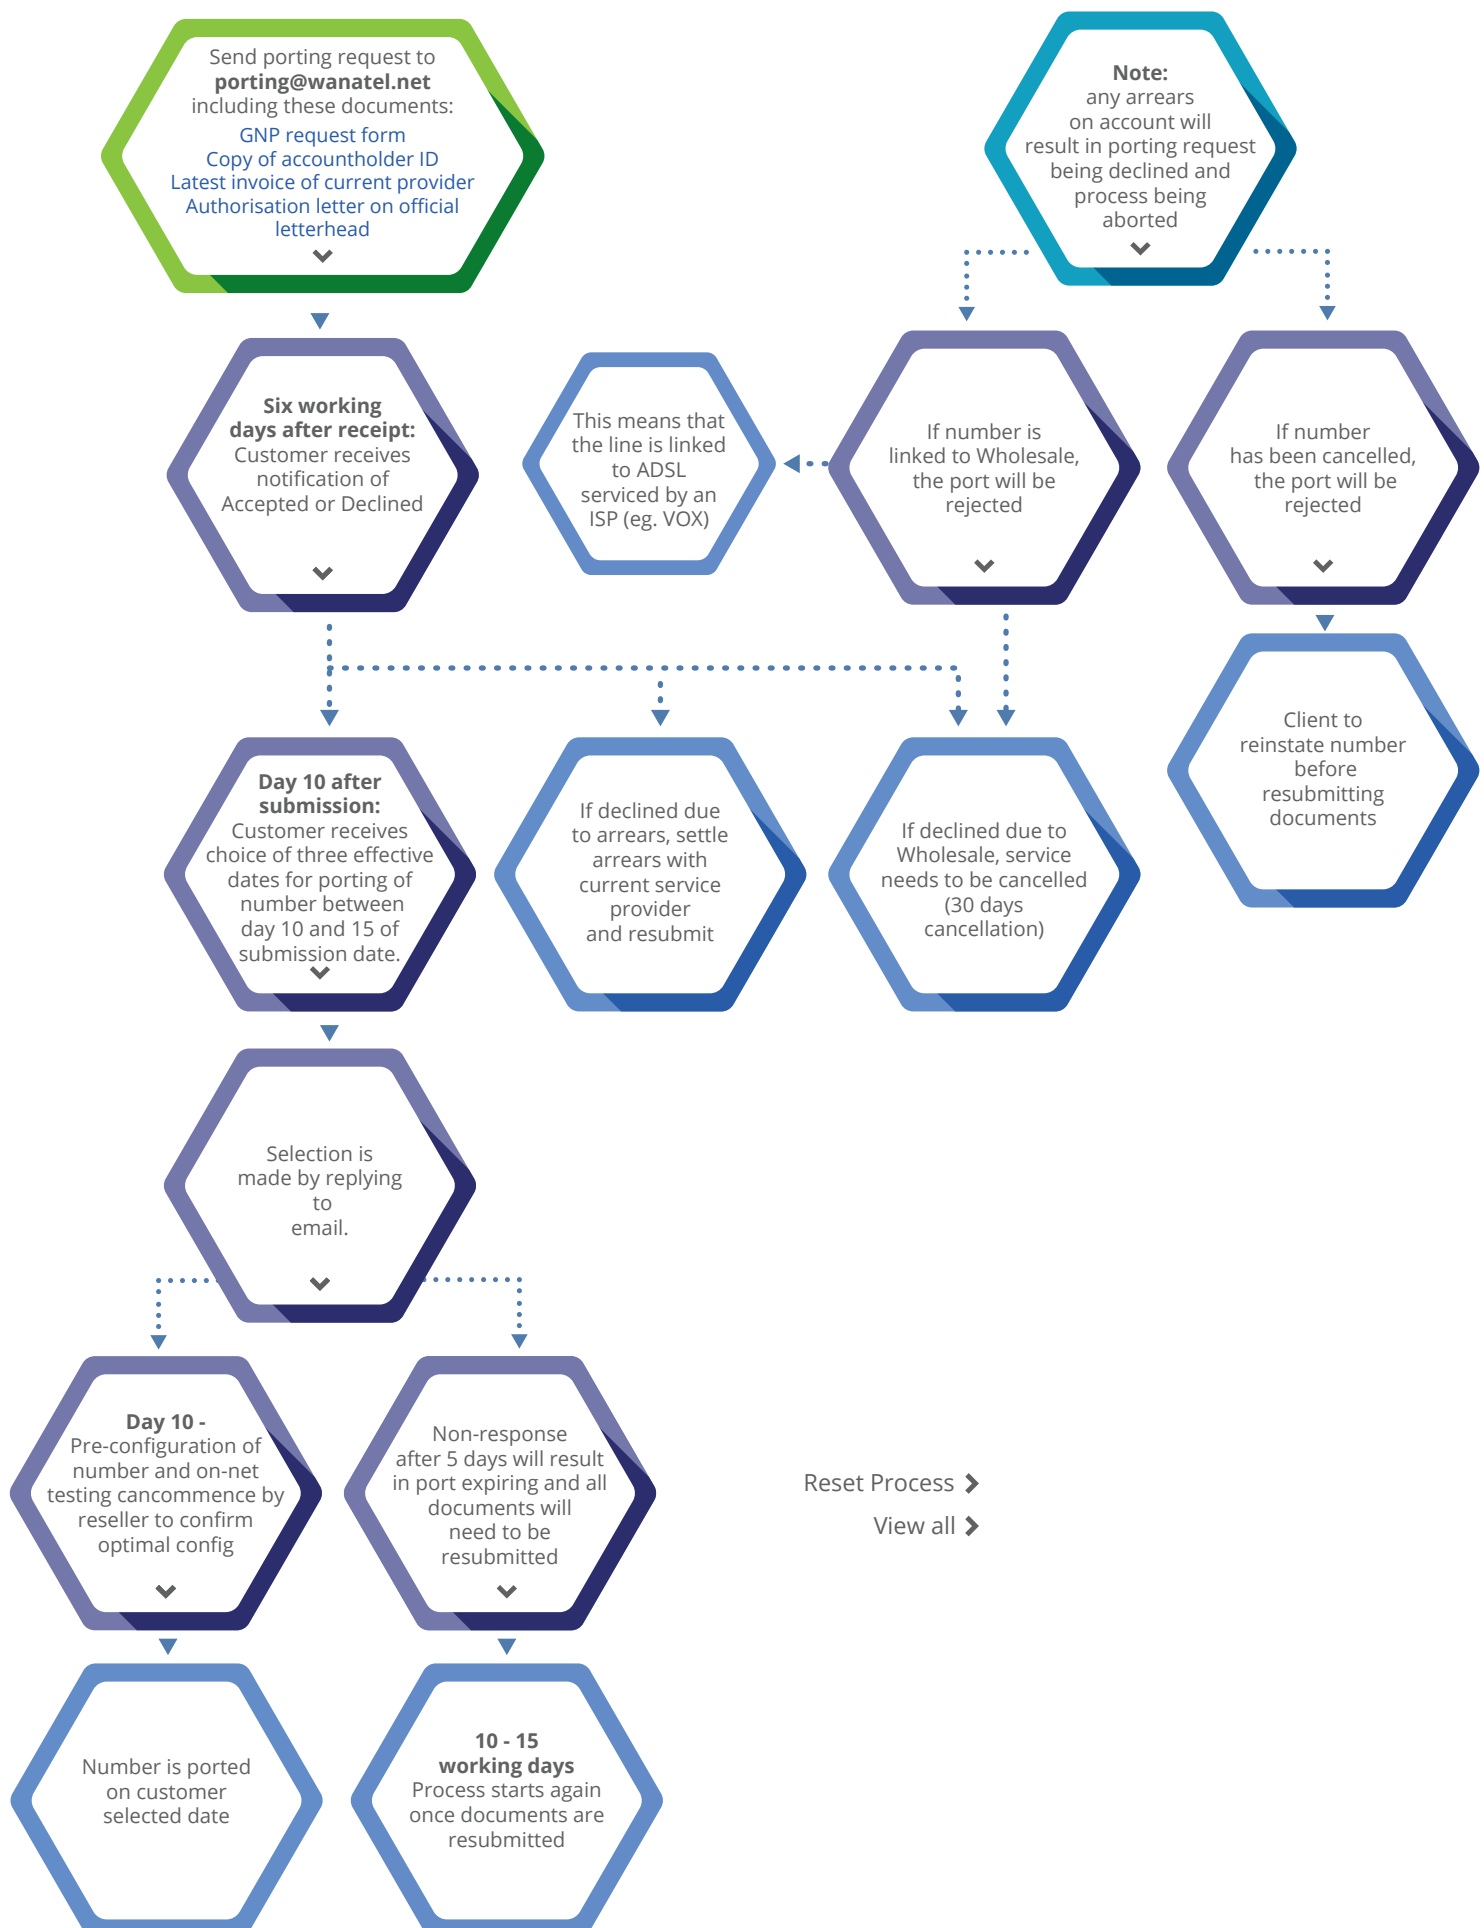 Send porting request to
porting@wanatel.net
including these documents:
GNP request form
Copy of accountholder ID
Latest invoice of current provider
Authorisation letter on official
letterhead
Note:
any arrears
on account will
result in porting request
being declined and
process being
aborted
Six working
days after receipt:
Customer receives
notification of
Accepted or Declined
This means that
the line is linked
to ADSL
serviced by an
ISP (eg. VOX)
If number is
linked to Wholesale,
the port will be
rejected
If number
has been cancelled,
the port will be
rejected
Day 10 after
submission:
Customer receives
choice of three effective
dates for porting of
number between
day 10 and 15 of
submission date.
If declined due
to arrears, settle
arrears with
current service
provider
and resubmit
If declined due to
Wholesale, service
needs to be cancelled
(30 days
cancellation)
Client to
reinstate number
before
resubmitting
documents
Selection is
made by replying
to
email.
Day 10 -
Pre-configuration of
number and on-net
testing cancommence by
reseller to confirm
optimal config
Non-response
after 5 days will result
in port expiring and all
documents will
need to be
resubmitted
Reset Process
View all
Number is ported
on customer
selected date
10 - 15
working days
Process starts again
once documents are
resubmitted